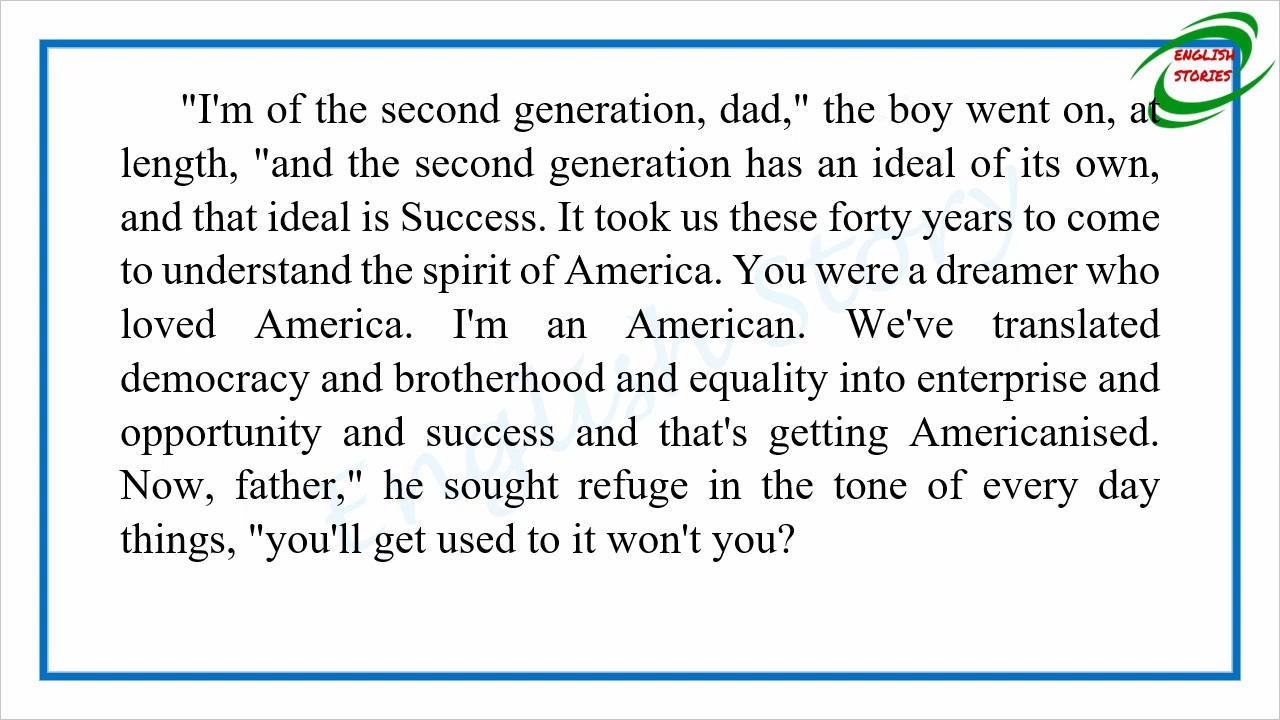 ENGLISH
STORIES
"I'm of the second generation, dad," the boy went on, at
length, "and the second generation has an ideal of its own,
and that ideal is Success. It took us these forty years to come
to understand the spirit of America. You were a dreamer who
loved America. I'm an American. We've translated
democracy and brotherhood and equality into enterprise and
opportunity and success and that's getting Americanised.
Now, father," he sought refuge in the tone of every day
things, "you'll get used to it won't you?
English Story